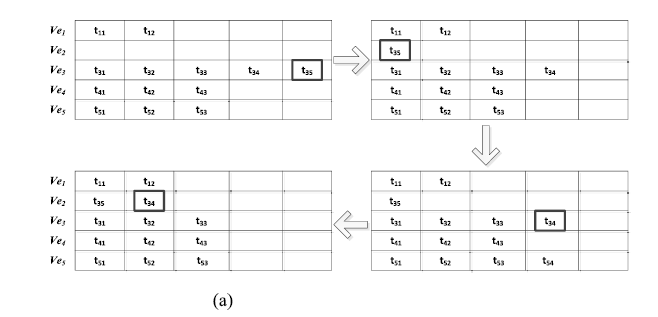 Ve₁ t₁₁ t₁₂ t₁₁ t₁₂
Ve₂ t₃₅
Ve₃ t₃₁ t₃₂ t₃₃ t₃₄ t₃₅ t₃₁ t₃₂ t₃₃ t₃₄
Ve₄ t₄₁ t₄₂ t₄₃ t₄₁ t₄₂ t₄₃
Ve₅ t₅₁ t₅₂ t₅₃ t₅₁ t₅₂ t₅₃
Ve₁ t₁₁ t₁₂ t₁₁ t₁₂
Ve₂ t₃₅ t₃₄ t₃₅
Ve₃ t₃₁ t₃₂ t₃₃ t₃₁ t₃₂ t₃₃ t₃₄
Ve₄ t₄₁ t₄₂ t₄₃ t₄₁ t₄₂ t₄₃
Ve₅ t₅₁ t₅₂ t₅₃ t₅₁ t₅₂ t₅₃ t₅₄
(a)